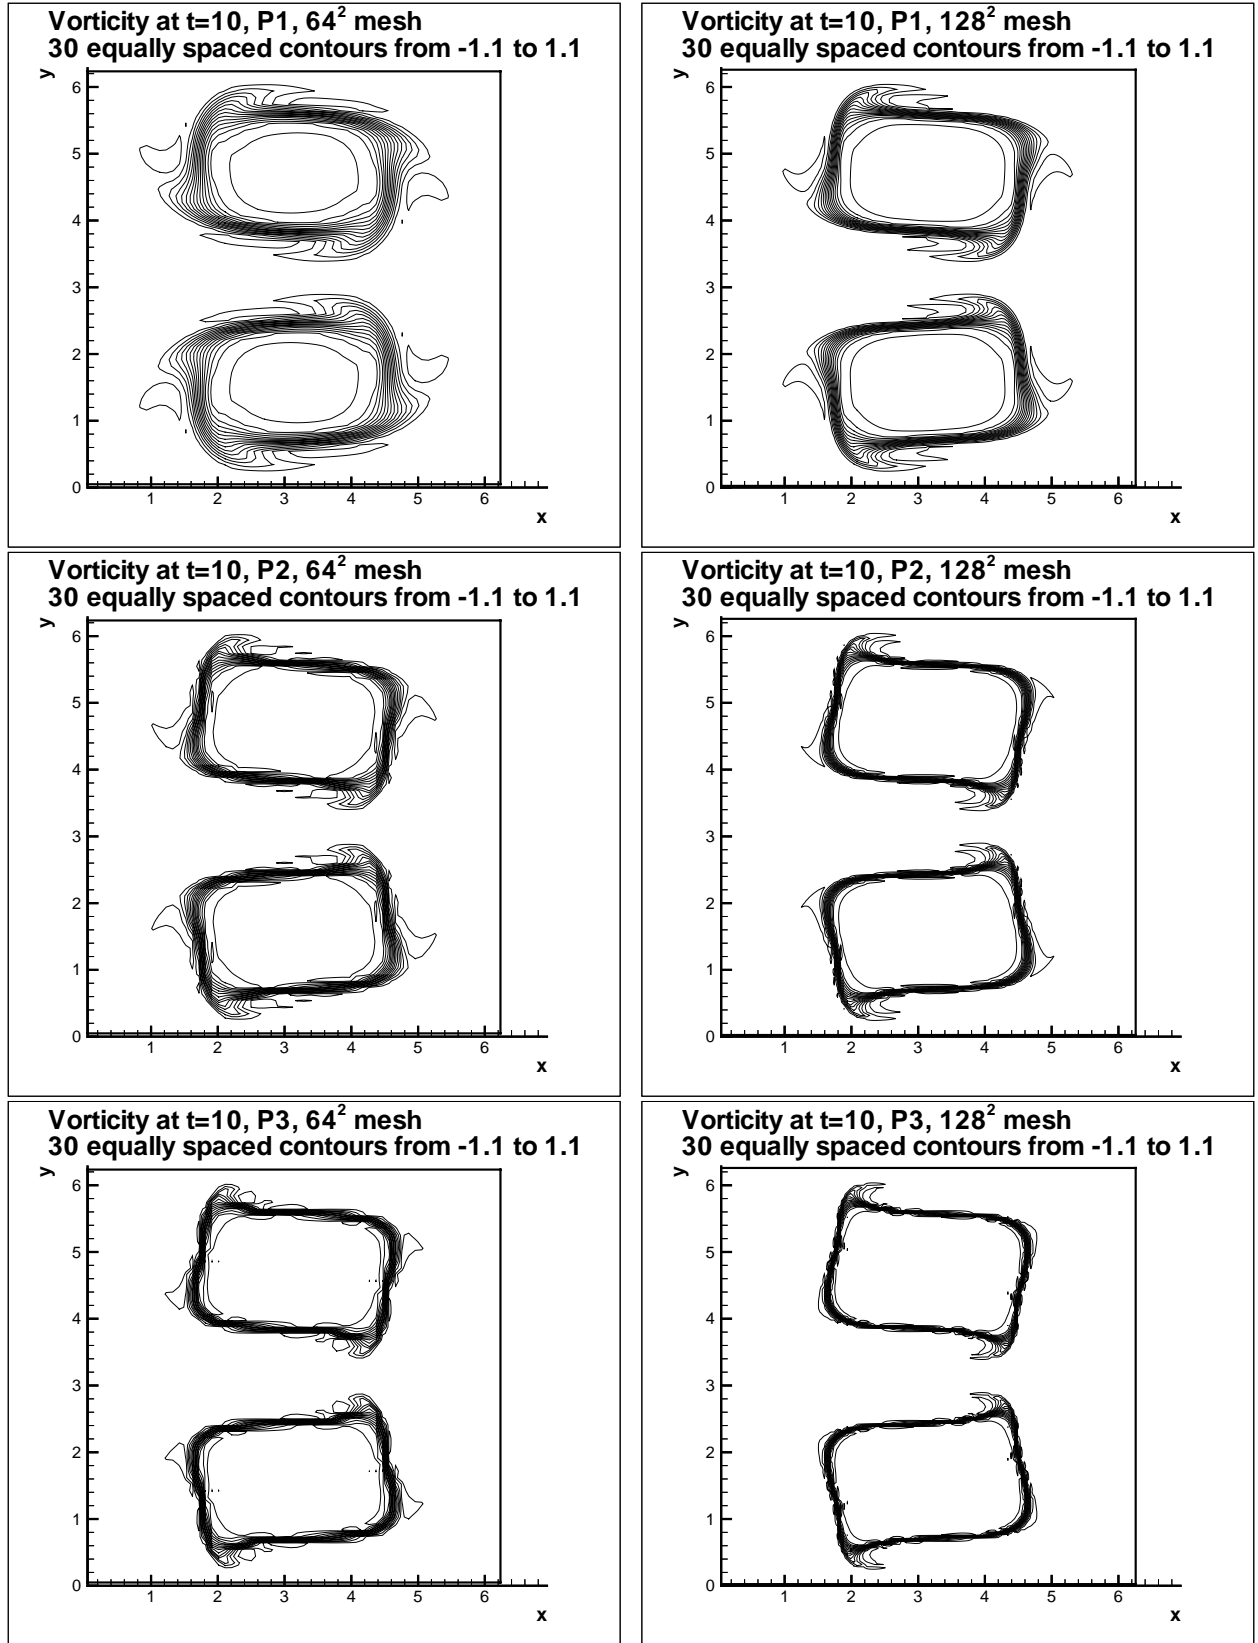 Vorticity at t=10, P1, 64² mesh
30 equally spaced contours from -1.1 to 1.1
y
6
5
4
3
2
1
0
1 2 3 4 5 6
x
Vorticity at t=10, P1, 128² mesh
30 equally spaced contours from -1.1 to 1.1
y
6
5
4
3
2
1
0
1 2 3 4 5 6
x
Vorticity at t=10, P2, 64² mesh
30 equally spaced contours from -1.1 to 1.1
y
6
5
4
3
2
1
0
1 2 3 4 5 6
x
Vorticity at t=10, P2, 128² mesh
30 equally spaced contours from -1.1 to 1.1
y
6
5
4
3
2
1
0
1 2 3 4 5 6
x
Vorticity at t=10, P3, 64² mesh
30 equally spaced contours from -1.1 to 1.1
y
6
5
4
3
2
1
0
1 2 3 4 5 6
x
Vorticity at t=10, P3, 128² mesh
30 equally spaced contours from -1.1 to 1.1
y
6
5
4
3
2
1
0
1 2 3 4 5 6
x